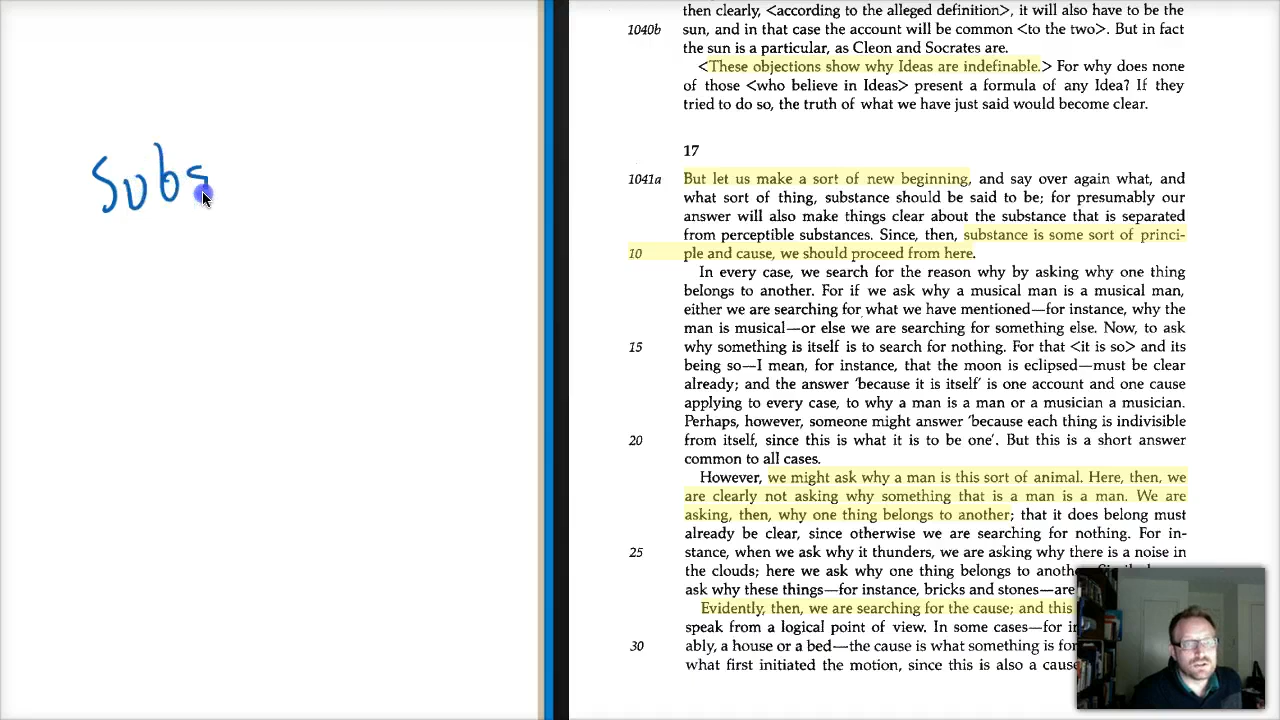 Subs
then clearly, <according to the alleged definition>, it will also have to be the
1040b sun, and in that case the account will be common <to the two>. But in fact
the sun is a particular, as Cleon and Socrates are.
<These objections show why Ideas are indefinable.> For why does none
of those <who believe in Ideas> present a formula of any Idea? If they
tried to do so, the truth of what we have just said would become clear.
17
1041a But let us make a sort of new beginning, and say over again what, and
what sort of thing, substance should be said to be; for presumably our
answer will also make things clear about the substance that is separated
from perceptible substances. Since, then, substance is some sort of princi-
10 ple and cause, we should proceed from here.
In every case, we search for the reason why by asking why one thing
belongs to another. For if we ask why a musical man is a musical man,
either we are searching for what we have mentioned—for instance, why the
man is musical—or else we are searching for something else. Now, to ask
15 why something is itself is to search for nothing. For that <it is so> and its
being so—I mean, for instance, that the moon is eclipsed—must be clear
already; and the answer ‘because it is itself’ is one account and one cause
applying to every case, to why a man is a man or a musician a musician.
Perhaps, however, someone might answer ‘because each thing is indivisible
20 from itself, since this is what it is to be one’. But this is a short answer
common to all cases.
However, we might ask why a man is this sort of animal. Here, then, we
are clearly not asking why something that is a man is a man. We are
asking, then, why one thing belongs to another; that it does belong must
already be clear, since otherwise we are searching for nothing. For in-
25 stance, when we ask why it thunders, we are asking why there is a noise in
the clouds; here we ask why one thing belongs to
ask why these things—for instance, bricks and stones—are
Evidently, then, we are searching for the cause; and this
speak from a logical point of view. In some cases—for
30 ably, a house or a bed—the cause is what something is
what first initiated the motion, since this is also a